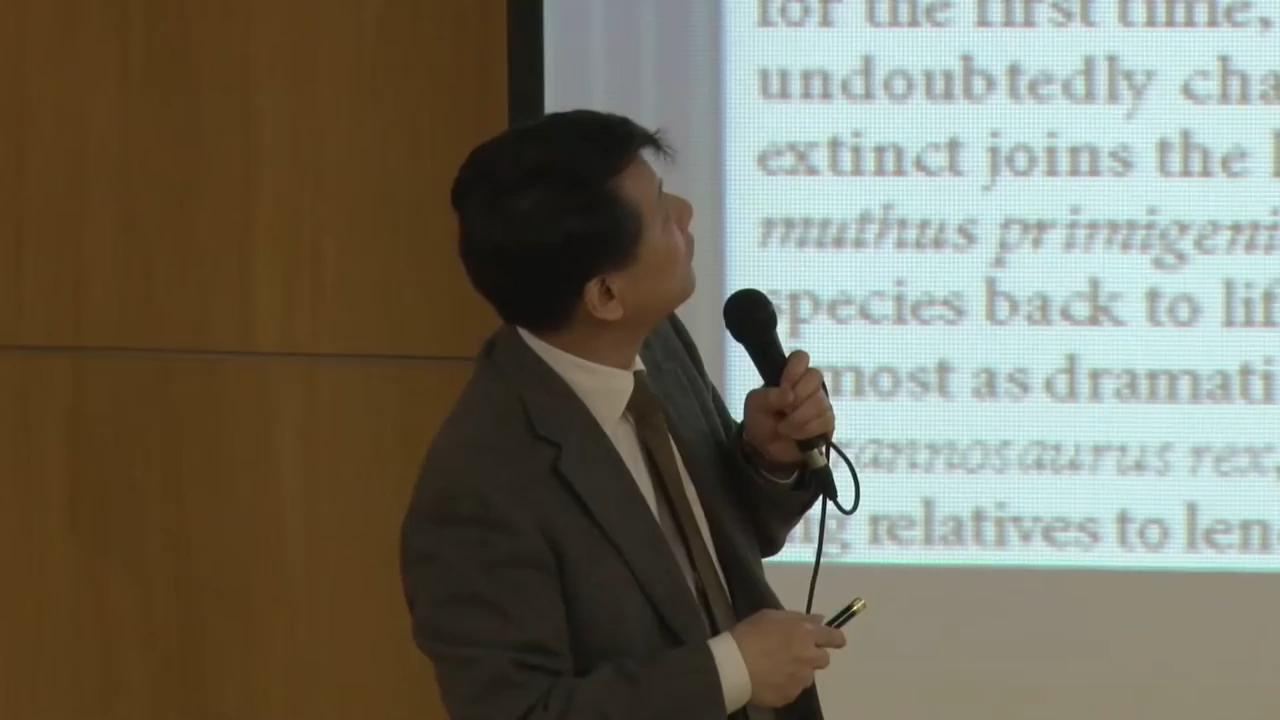 for the first time,
undoubtedly cha
extinct joins the
muthus primigeni
species back to lif
most as dramati
annosaurus rex
relatives to len